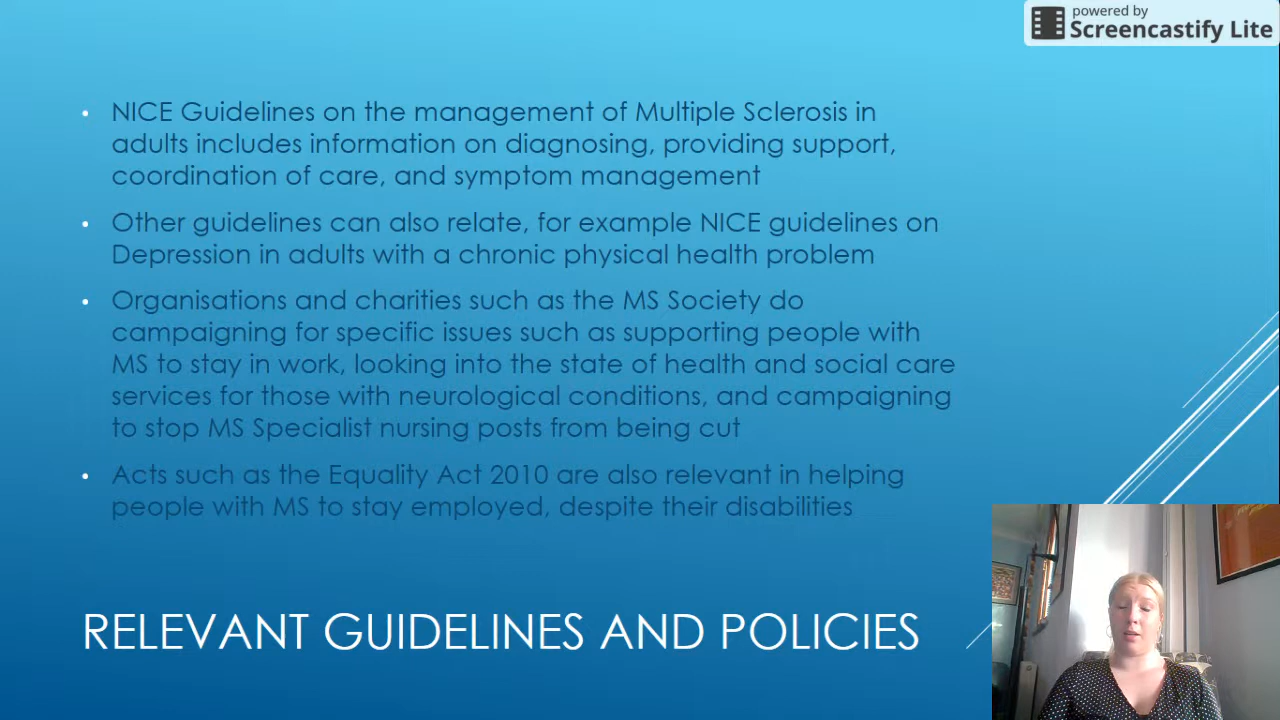 powered by
Screencastify Lite
• NICE Guidelines on the management of Multiple Sclerosis in
adults includes information on diagnosing, providing support,
coordination of care, and symptom management
• Other guidelines can also relate, for example NICE guidelines on
Depression in adults with a chronic physical health problem
• Organisations and charities such as the MS Society do
campaigning for specific issues such as supporting people with
MS to stay in work, looking into the state of health and social care
services for those with neurological conditions, and campaigning
to stop MS Specialist nursing posts from being cut
• Acts such as the Equality Act 2010 are also relevant in helping
people with MS to stay employed, despite their disabilities
RELEVANT GUIDELINES AND POLICIES